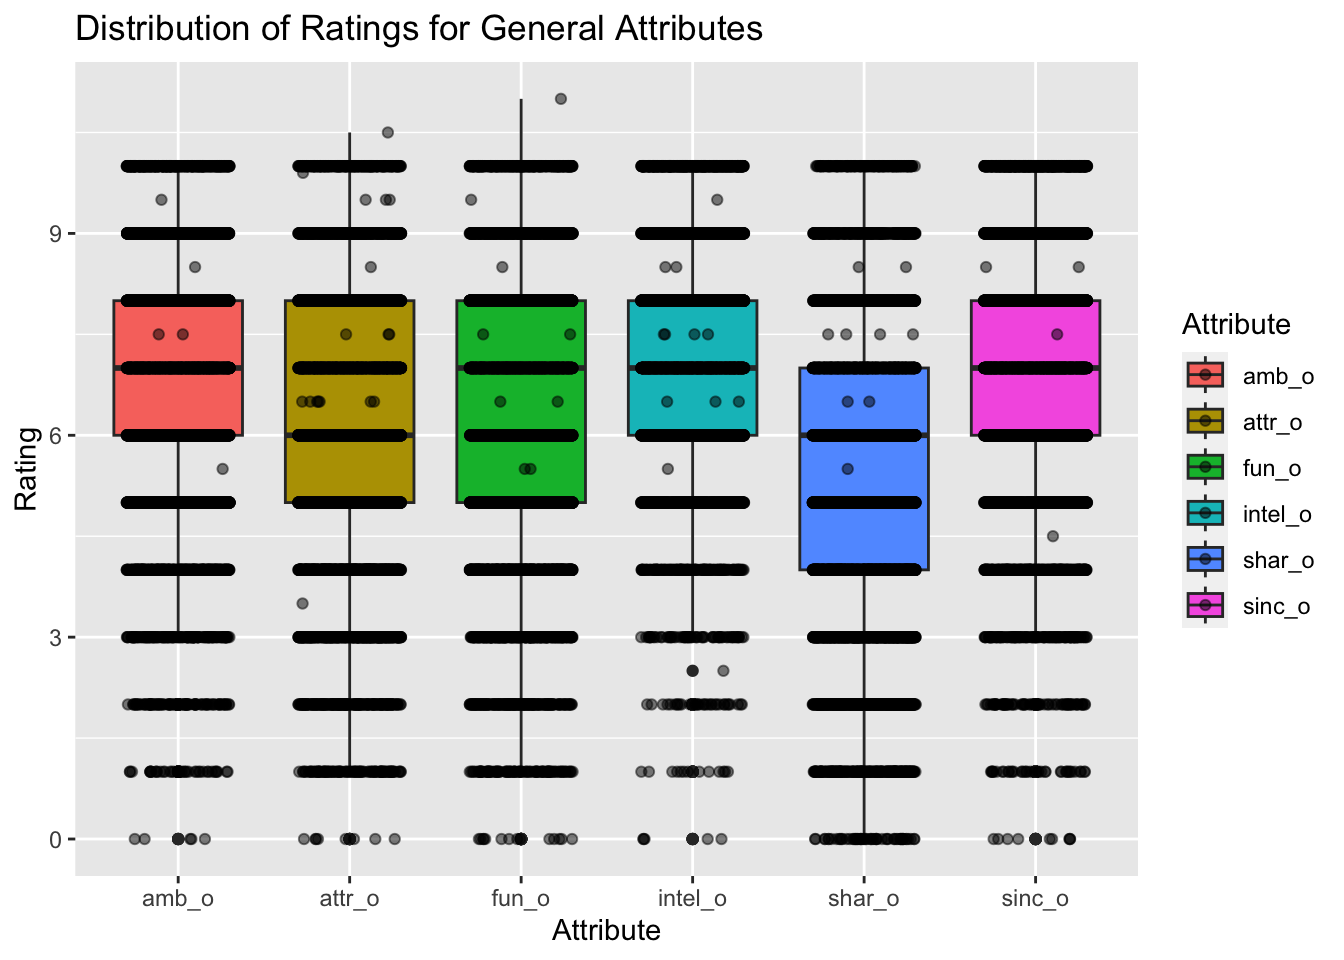 Distribution of Ratings for General Attributes
Rating
9
6
3
0
amb_o
attr_o
fun_o
intel_o
shar_o
sinc_o
Attribute
Attribute
amb_o
attr_o
fun_o
intel_o
shar_o
sinc_o